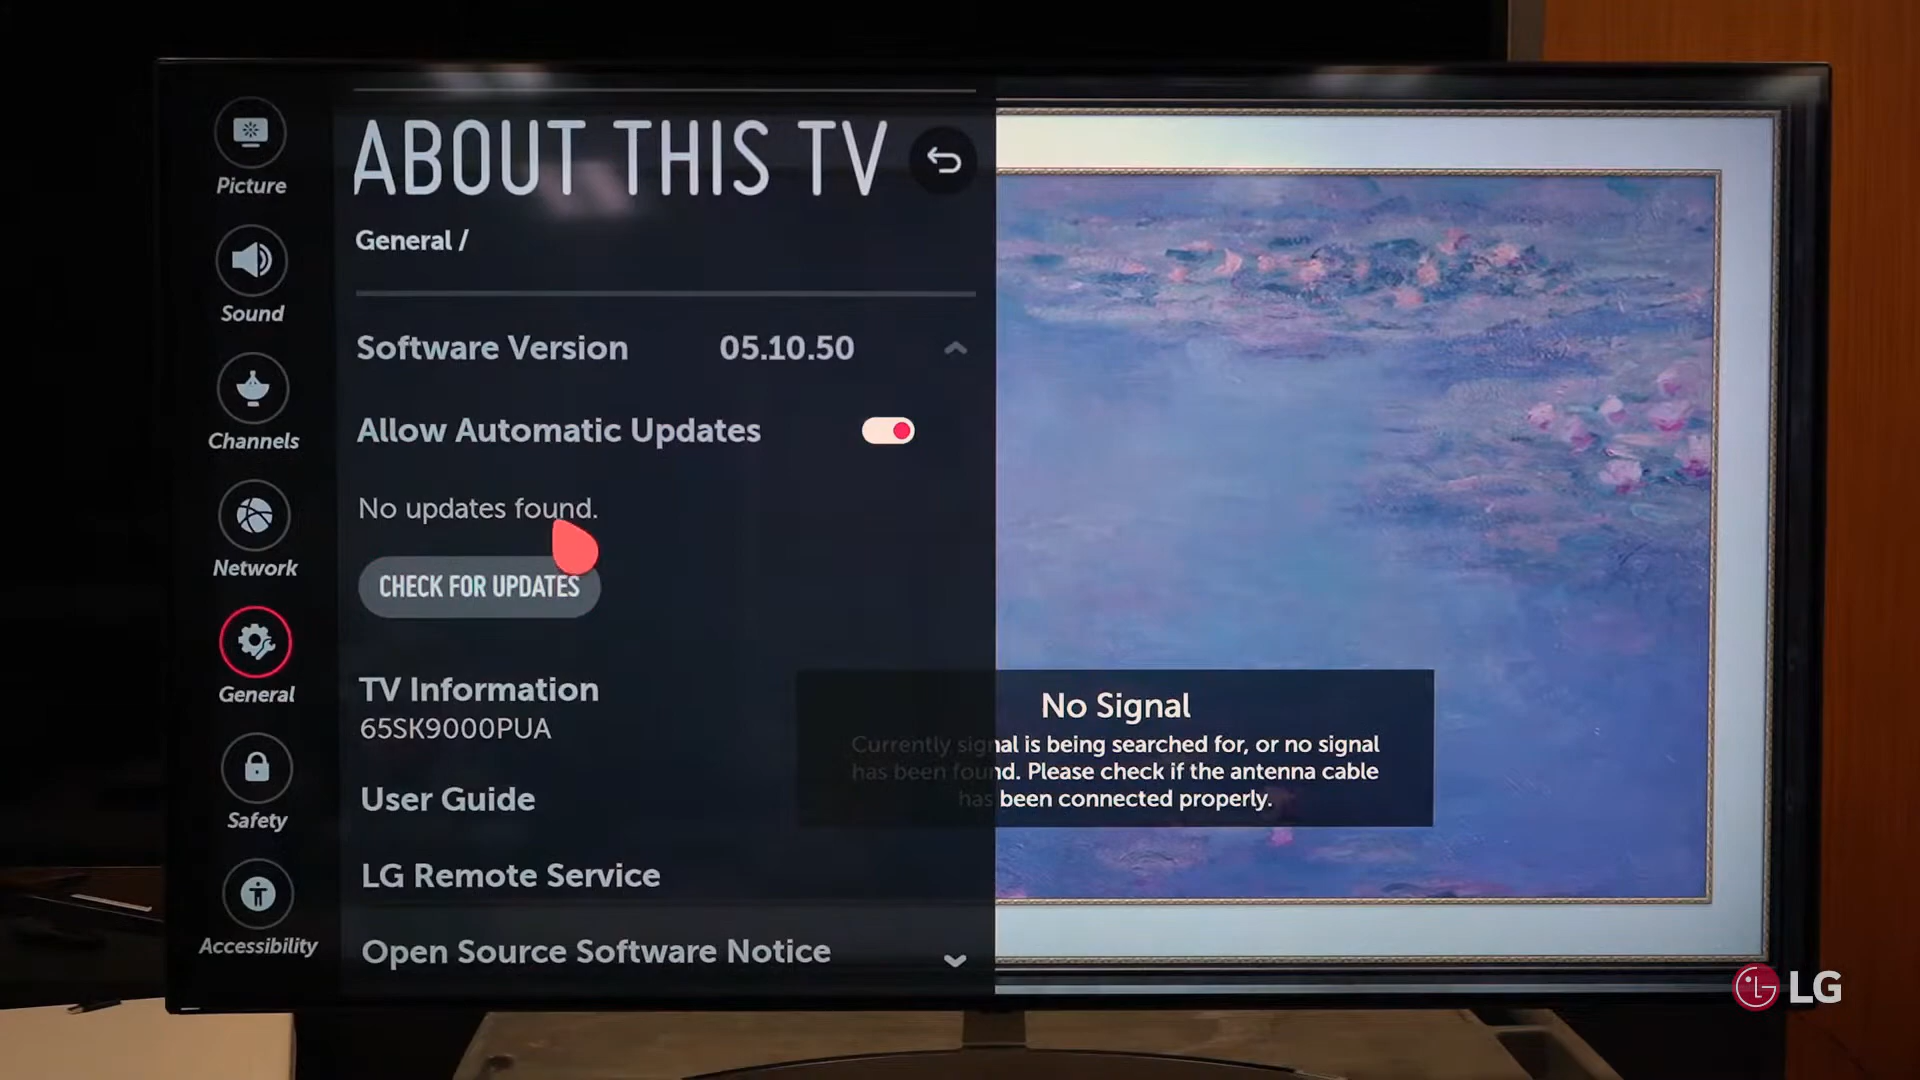 Picture
Sound
Channels
Network
General
Safety
Accessibility
ABOUT THIS TV
General /
Software Version 05.10.50
Allow Automatic Updates
No updates found.
CHECK FOR UPDATES
TV Information
65SK9000PUA
User Guide
LG Remote Service
Open Source Software Notice
No Signal
Currently signal is being searched for, or no signal
has been found. Please check if the antenna cable
has been connected properly.
LG